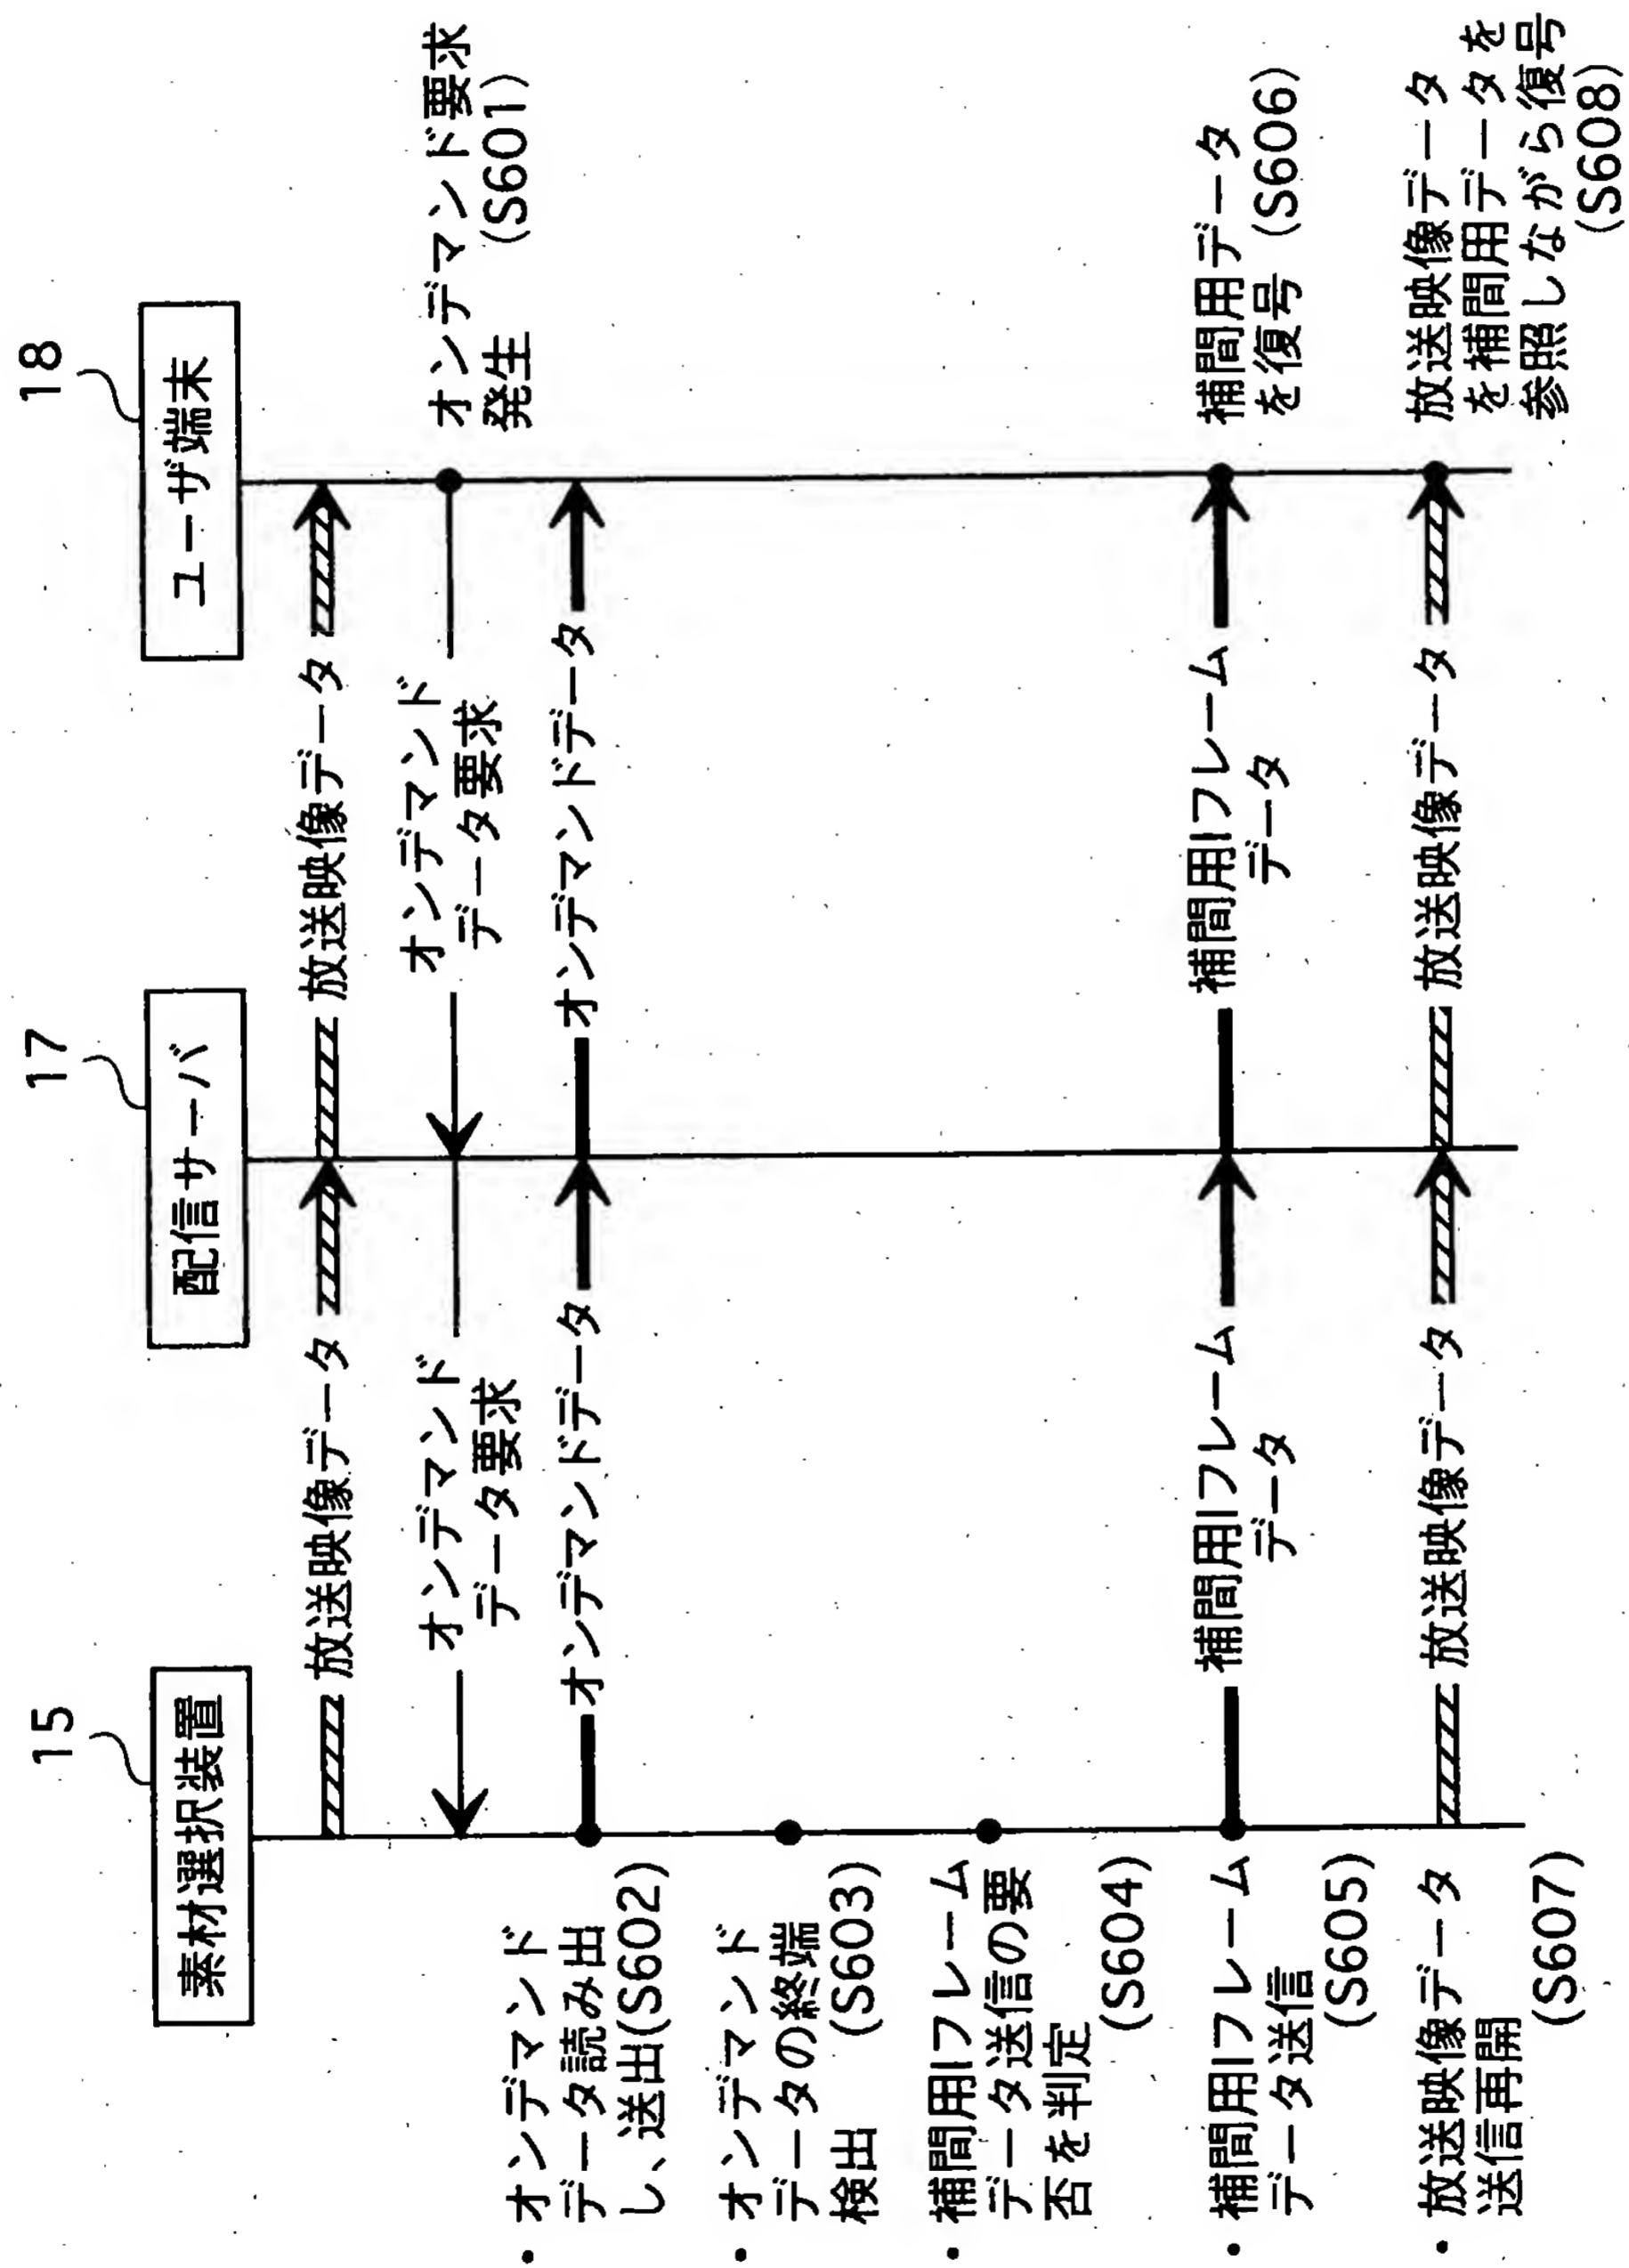 15
素材選択装置
17
配信サーバ
18
ユーザ端末
放送映像データ
放送映像データ
オンデマンド要求
発生 (S601)
オンデマンド
データ要求
オンデマンド
データ要求
・オンデマンド
データ読み出
し、送出(S602)
オンデマンドデータ
オンデマンドデータ
・オンデマンド
データの終端
検出 (S603)
・補間用Iフレーム
データ送信の要
否を判定
(S604)
・補間用Iフレーム
データ送信
(S605)
補間用Iフレーム
データ
補間用Iフレーム
データ
補間用データ
を復号 (S606)
・放送映像データ
送信再開
(S607)
放送映像データ
放送映像データ
放送映像データ
を補間用データを
参照しながら復号
(S608)